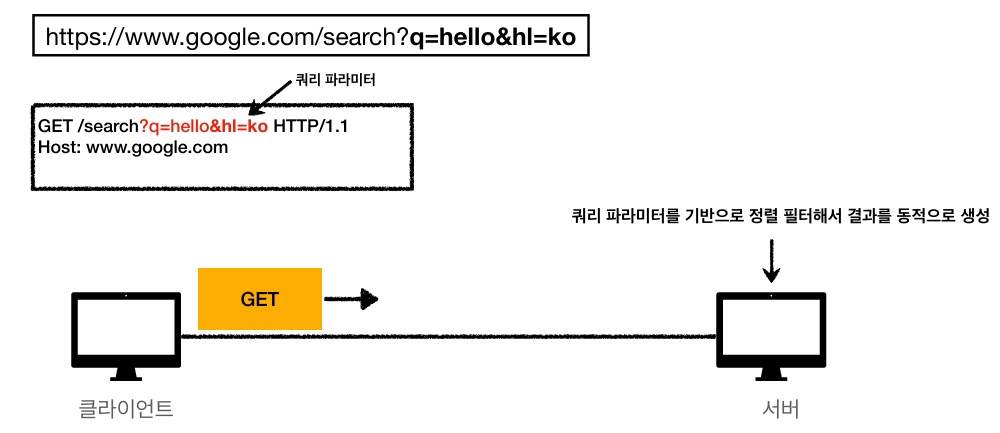 https://www.google.com/search?q=hello&hl=ko
쿼리 파라미터
GET /search?q=hello&hl=ko HTTP/1.1
Host: www.google.com
쿼리 파라미터를 기반으로 정렬 필터해서 결과를 동적으로 생성
GET
클라이언트
서버